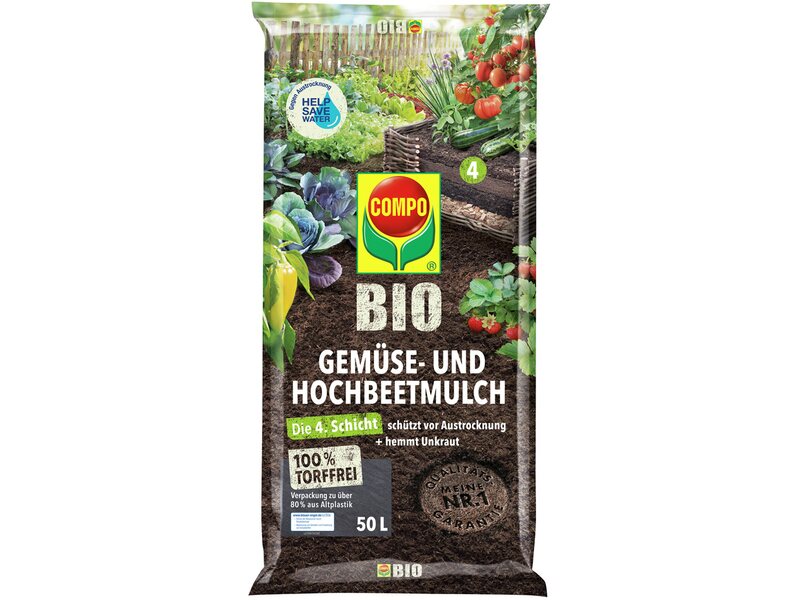 BIO
Gegen Austrocknung
HELP
SAVE
WATER
4
COMPO
®
BIO
GEMÜSE- UND
HOCHBEETMULCH
Die 4. Schicht schützt vor Austrocknung
+ hemmt Unkraut
100%
TORFFREI
Verpackung zu über
80% aus Altplastik
50 L
QUALITÄTS-
MEINE
NR.1
GARANTIE
BIO